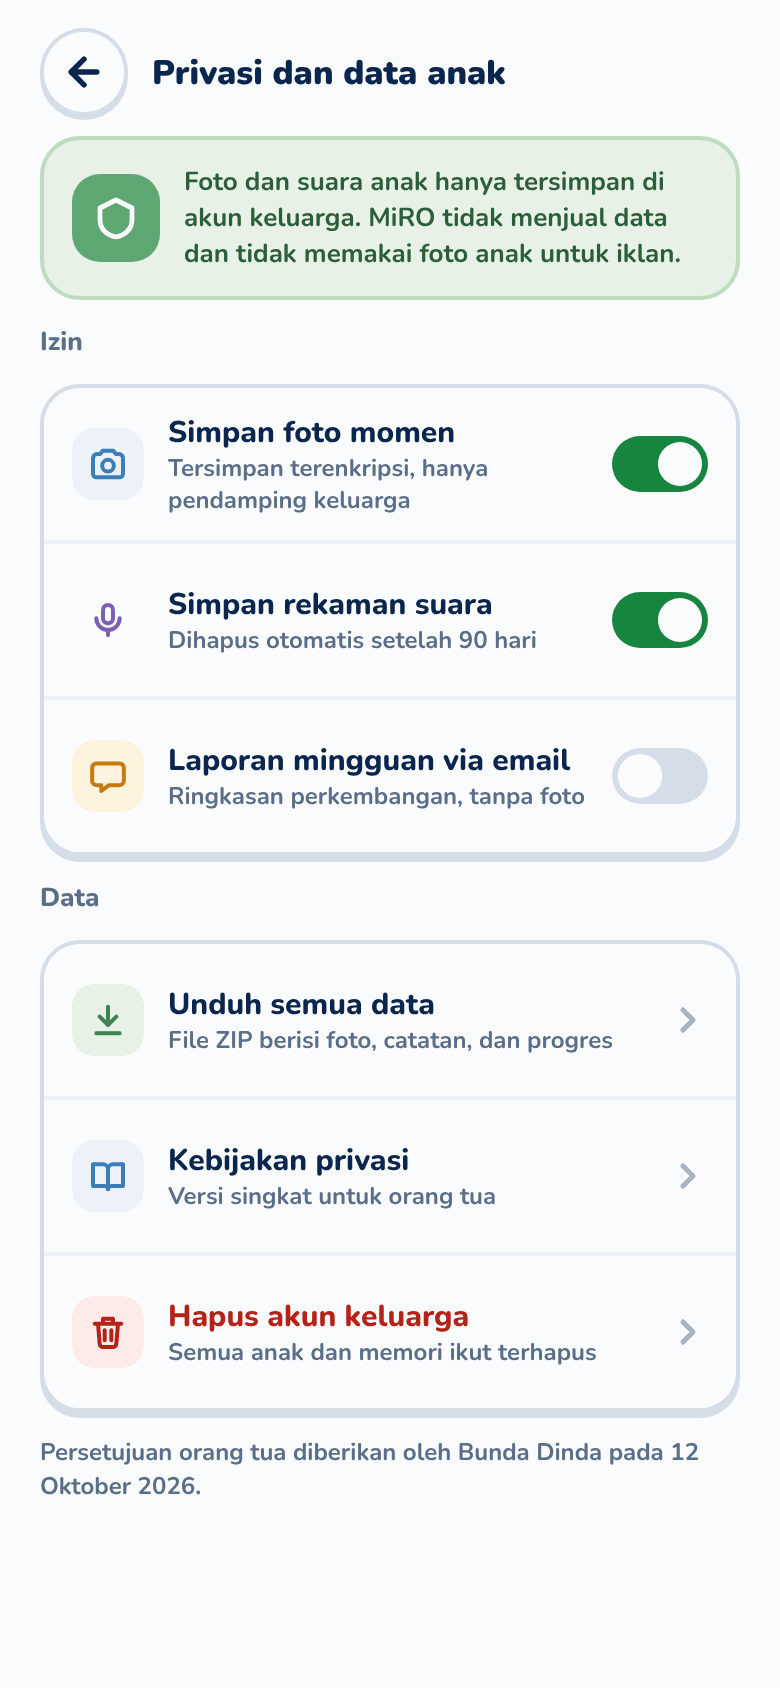 Privasi dan data anak
Foto dan suara anak hanya tersimpan di
akun keluarga. MiRO tidak menjual data
dan tidak memakai foto anak untuk iklan.
Izin
Simpan foto momen
Tersimpan terenkripsi, hanya
pendamping keluarga
Simpan rekaman suara
Dihapus otomatis setelah 90 hari
Laporan mingguan via email
Ringkasan perkembangan, tanpa foto
Data
Unduh semua data
File ZIP berisi foto, catatan, dan progres
Kebijakan privasi
Versi singkat untuk orang tua
Hapus akun keluarga
Semua anak dan memori ikut terhapus
Persetujuan orang tua diberikan oleh Bunda Dinda pada 12
Oktober 2026.